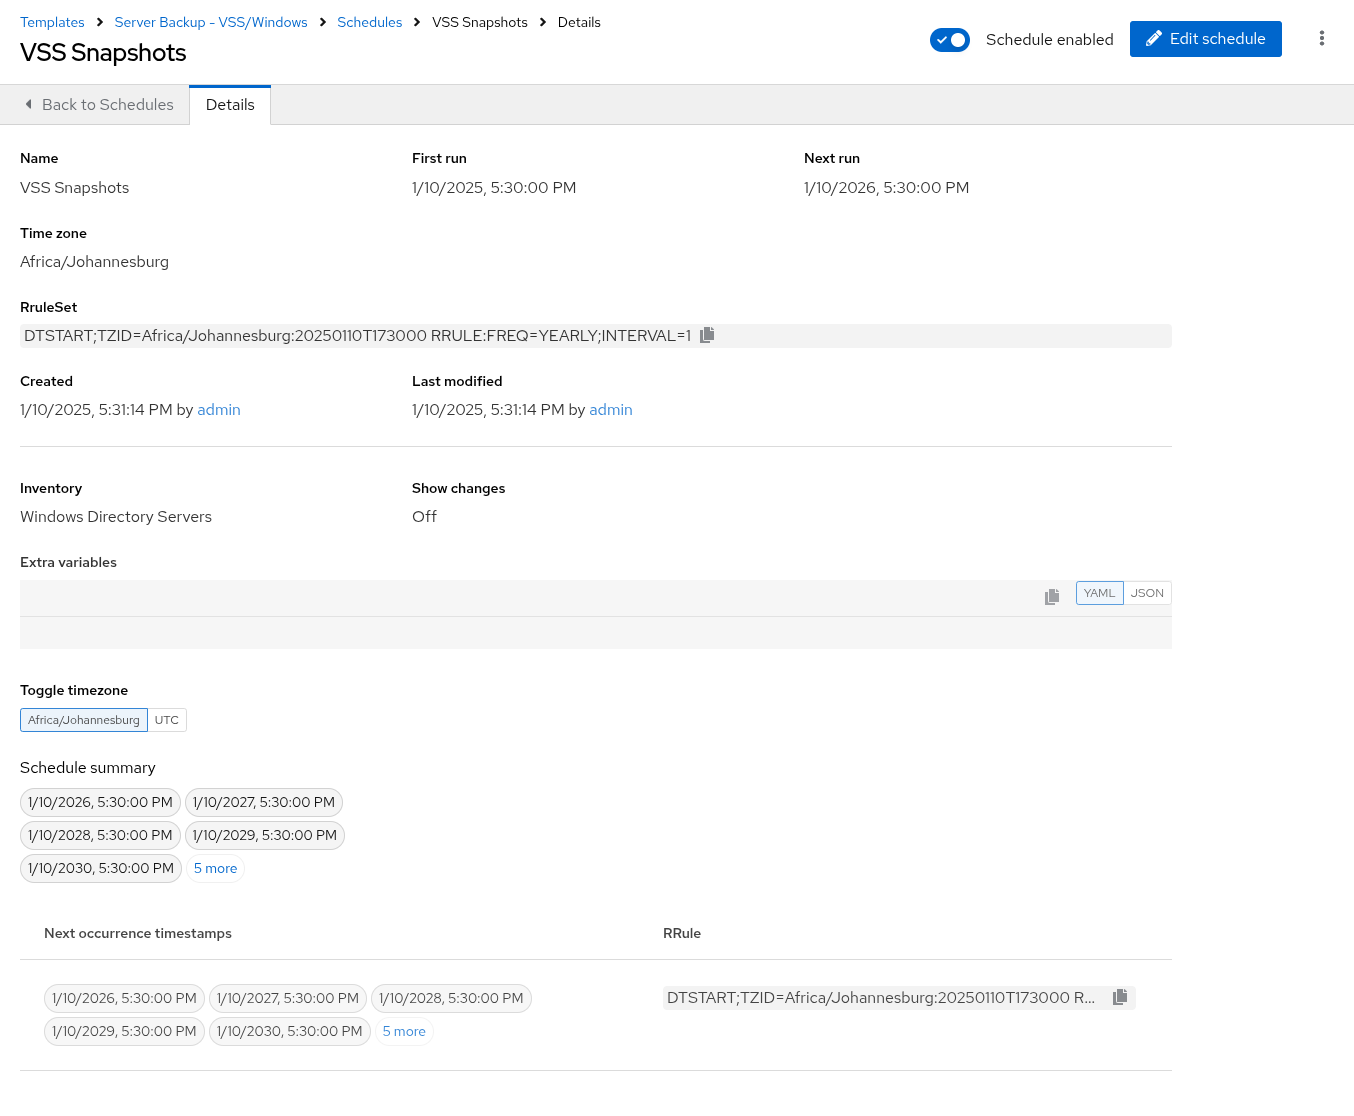 Templates > Server Backup - VSS/Windows > Schedules > VSS Snapshots > Details
VSS Snapshots
Schedule enabled
Edit schedule
Back to Schedules
Details
Name
VSS Snapshots
First run
1/10/2025, 5:30:00 PM
Next run
1/10/2026, 5:30:00 PM
Time zone
Africa/Johannesburg
RruleSet
DTSTART;TZID=Africa/Johannesburg:20250110T173000 RRULE:FREQ=YEARLY;INTERVAL=1
Created
1/10/2025, 5:31:14 PM by admin
Last modified
1/10/2025, 5:31:14 PM by admin
Inventory
Windows Directory Servers
Show changes
Off
Extra variables
YAML JSON
Toggle timezone
Africa/Johannesburg UTC
Schedule summary
1/10/2026, 5:30:00 PM 1/10/2027, 5:30:00 PM
1/10/2028, 5:30:00 PM 1/10/2029, 5:30:00 PM
1/10/2030, 5:30:00 PM 5 more
Next occurrence timestamps
RRule
1/10/2026, 5:30:00 PM 1/10/2027, 5:30:00 PM 1/10/2028, 5:30:00 PM
1/10/2029, 5:30:00 PM 1/10/2030, 5:30:00 PM 5 more
DTSTART;TZID=Africa/Johannesburg:20250110T173000 R...